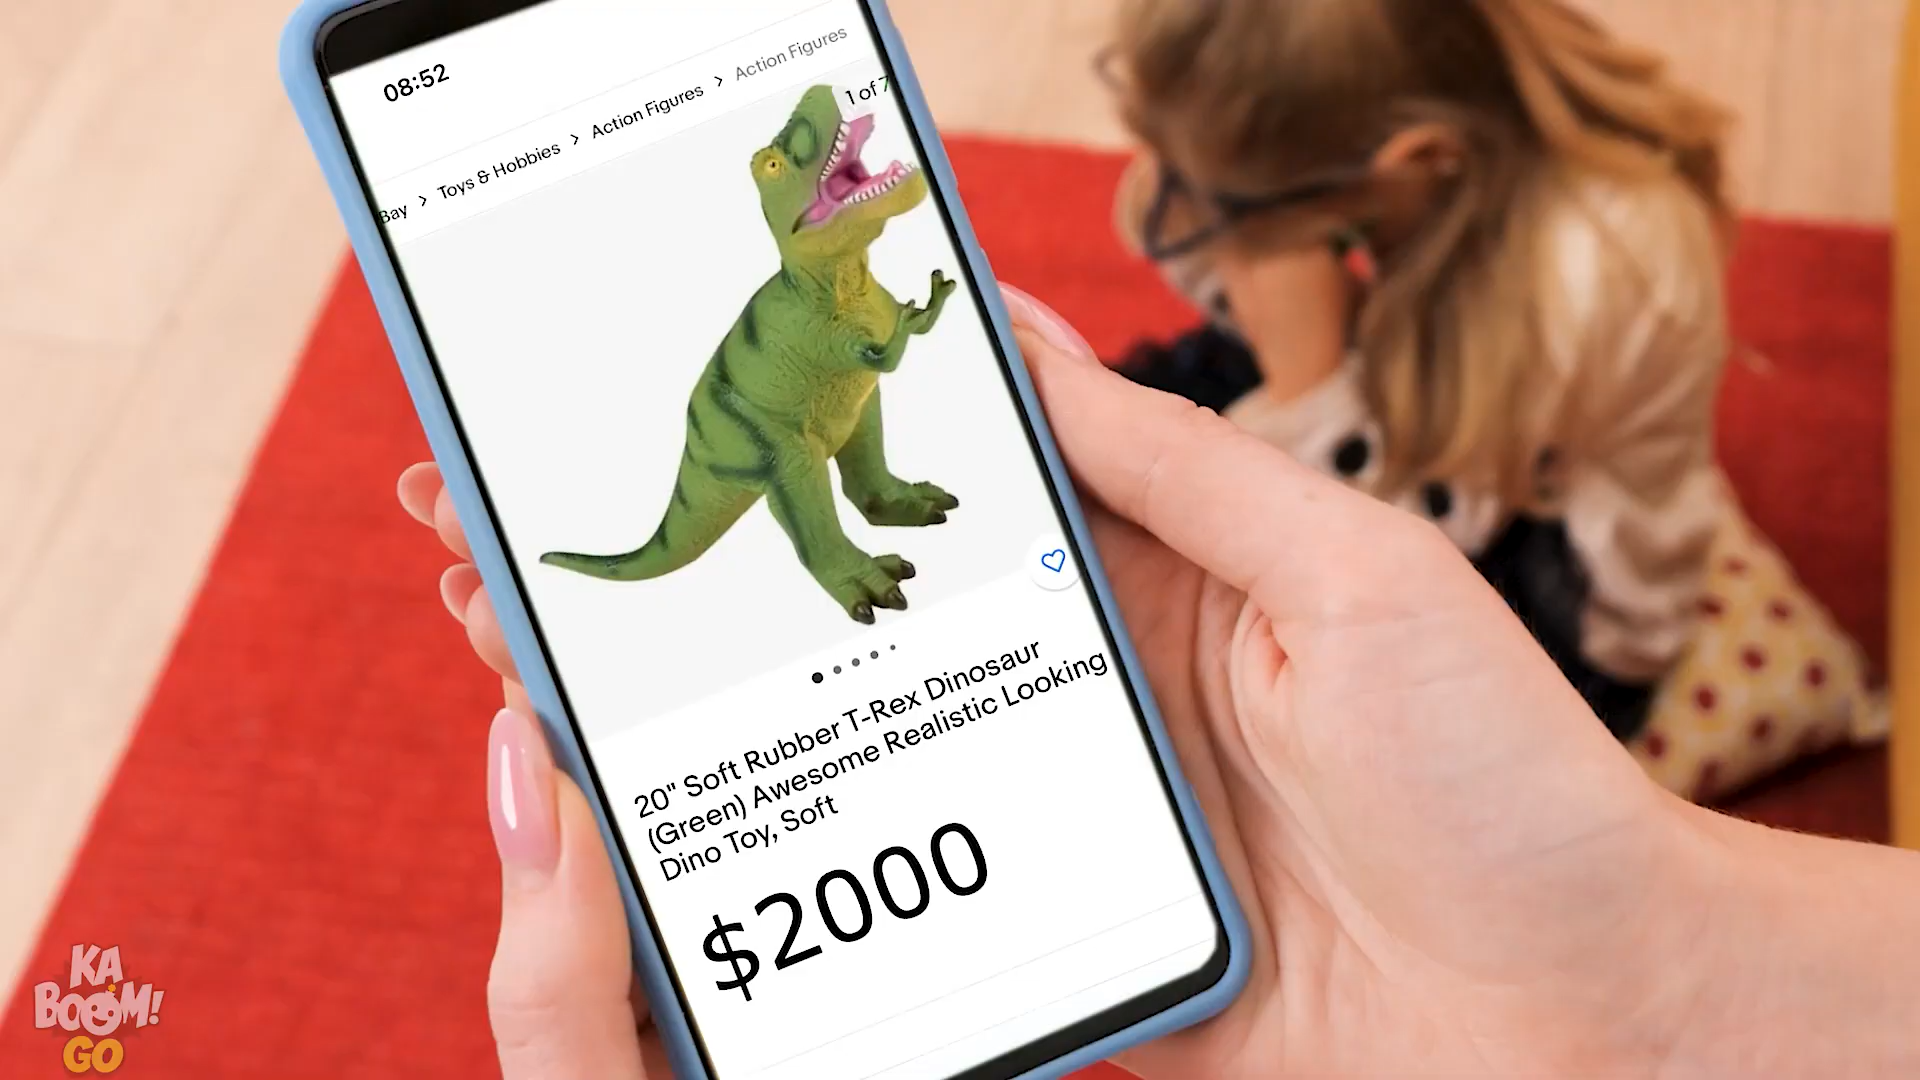 08:52
Bay > Toys & Hobbies > Action Figures > Action Figures
1 of 7
20" Soft Rubber T-Rex Dinosaur
(Green) Awesome Realistic Looking
Dino Toy, Soft
$2000
KA
BOOM!
GO